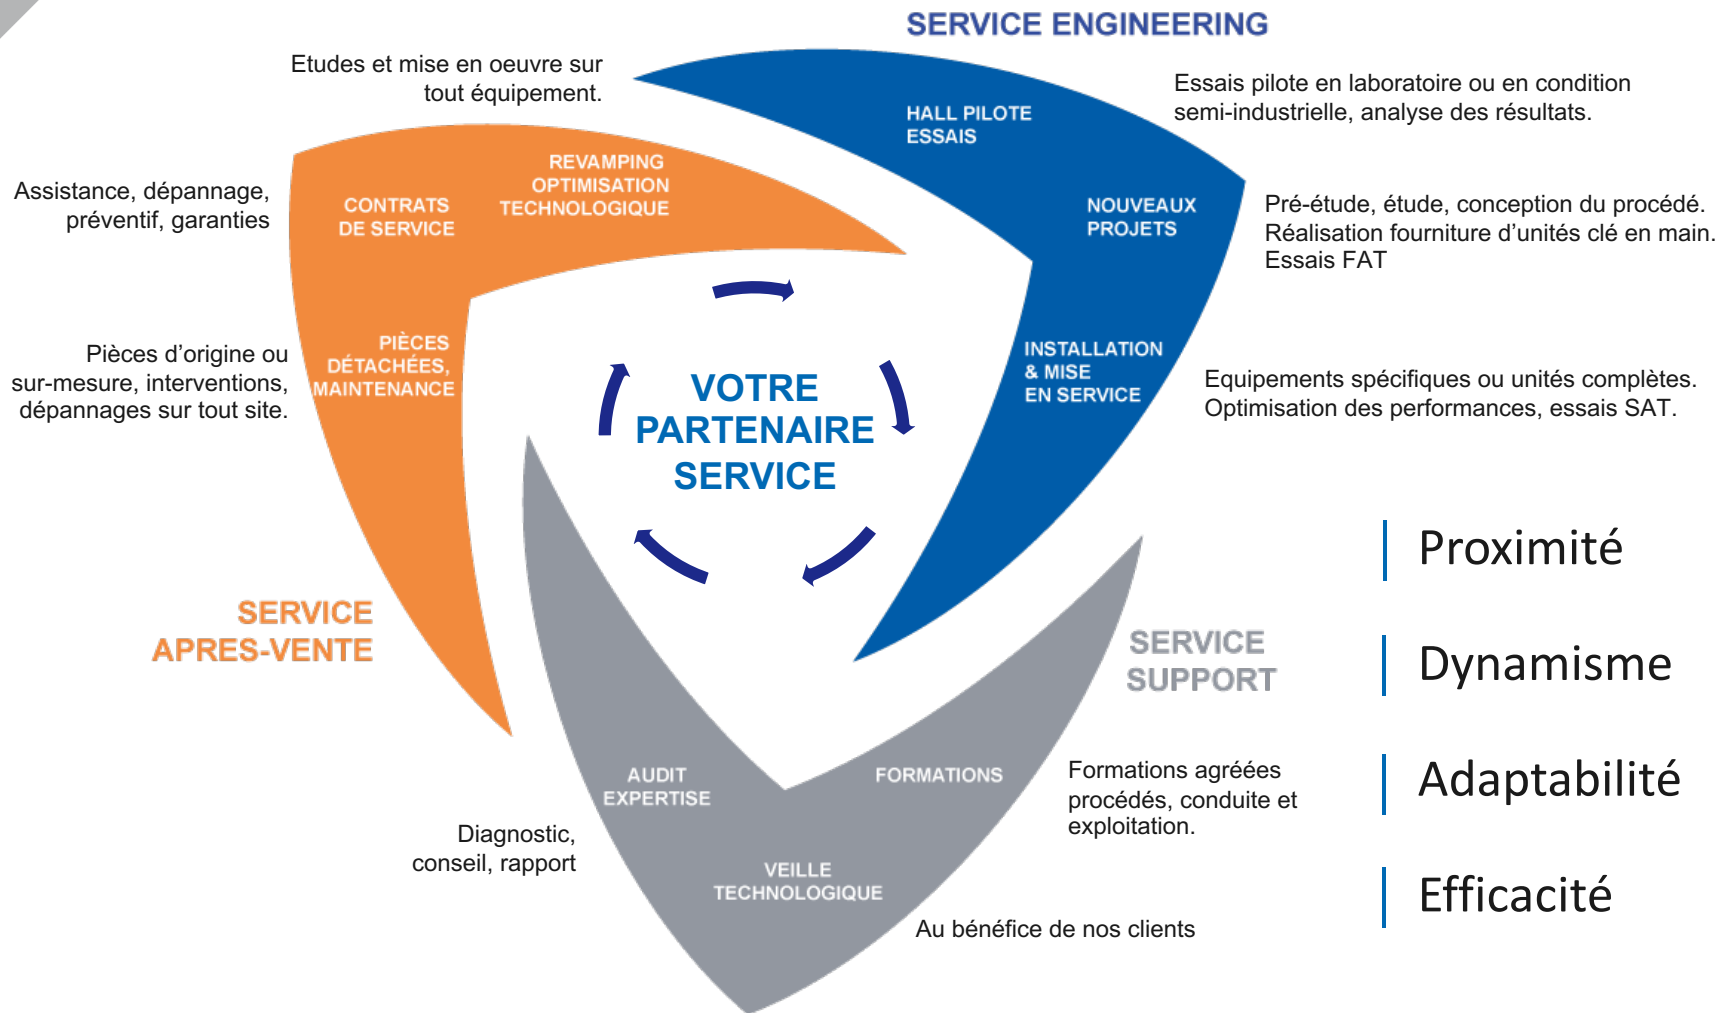 SERVICE ENGINEERING
Etudes et mise en oeuvre sur
tout équipement.
HALL PILOTE
ESSAIS
Essais pilote en laboratoire ou en condition
semi-industrielle, analyse des résultats.
REVAMPING
OPTIMISATION
TECHNOLOGIQUE
CONTRATS
DE SERVICE
Assistance, dépannage,
préventif, garanties
NOUVEAUX
PROJETS
Pré-étude, étude, conception du procédé.
Réalisation fourniture d’unités clé en main.
Essais FAT
PIÈCES
DÉTACHÉES,
MAINTENANCE
Pièces d’origine ou
sur-mesure, interventions,
dépannages sur tout site.
VOTRE
PARTENAIRE
SERVICE
INSTALLATION
& MISE
EN SERVICE
Equipements spécifiques ou unités complètes.
Optimisation des performances, essais SAT.
SERVICE
APRES-VENTE
SERVICE
SUPPORT
AUDIT
EXPERTISE
Diagnostic,
conseil, rapport
FORMATIONS
Formations agréées
procédés, conduite et
exploitation.
VEILLE
TECHNOLOGIQUE
Au bénéfice de nos clients
Proximité
Dynamisme
Adaptabilité
Efficacité